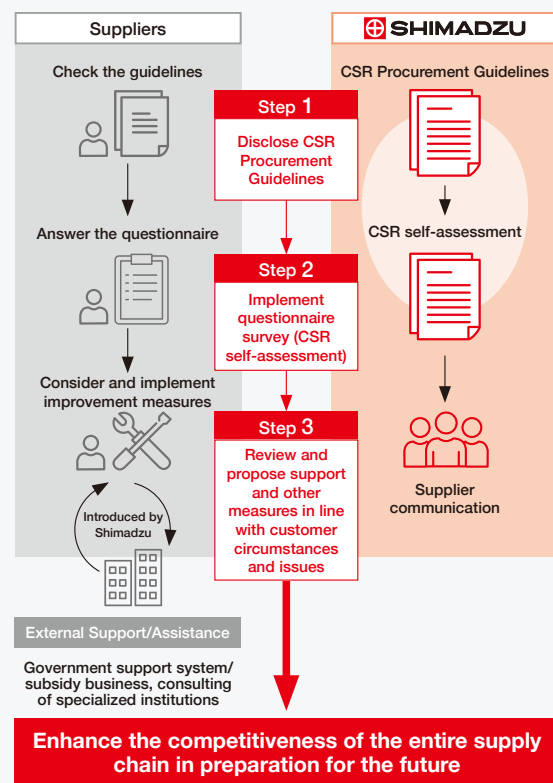 Suppliers
SHIMADZU
Check the guidelines
Answer the questionnaire
Consider and implement
improvement measures
Introduced by
Shimadzu
External Support/Assistance
Government support system/
subsidy business, consulting
of specialized institutions
Step 1
Disclose CSR
Procurement
Guidelines
Step 2
Implement
questionnaire
survey (CSR
self-assessment)
Step 3
Review and
propose support
and other
measures in line
with customer
circumstances
and issues
CSR Procurement Guidelines
CSR self-assessment
Supplier
communication
Enhance the competitiveness of the entire supply
chain in preparation for the future